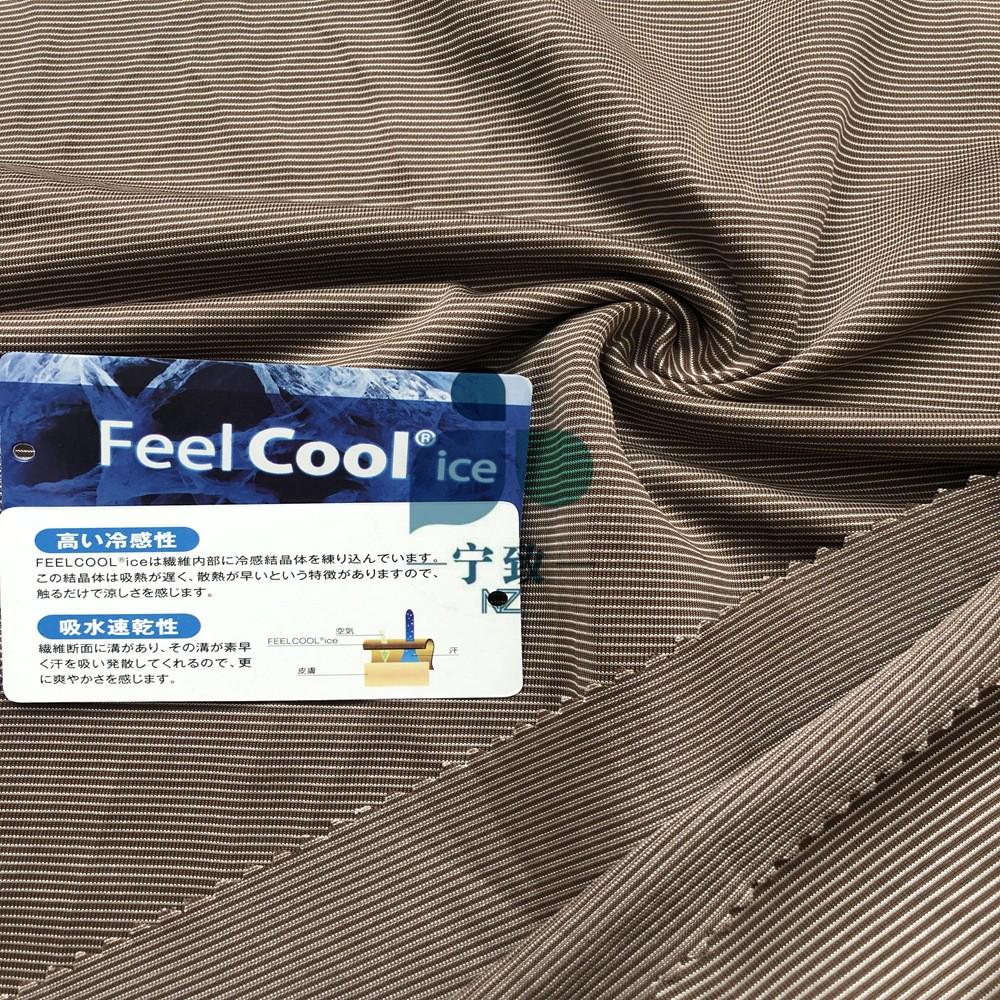 Feel Cool® ice
高い冷感性
FEELCOOL®iceは繊維内部に冷感結晶体を練り込んでいます。
この結晶体は吸熱が遅く、散熱が早いという特徴がありますので、
触るだけで涼しさを感じます。
吸水速乾性
繊維断面に溝があり、その溝が素早
く汗を吸い発散してくれるので、更
に爽やかさを感じます。
空気
FEELCOOL®ice
汗
皮膚
宁致
NZ